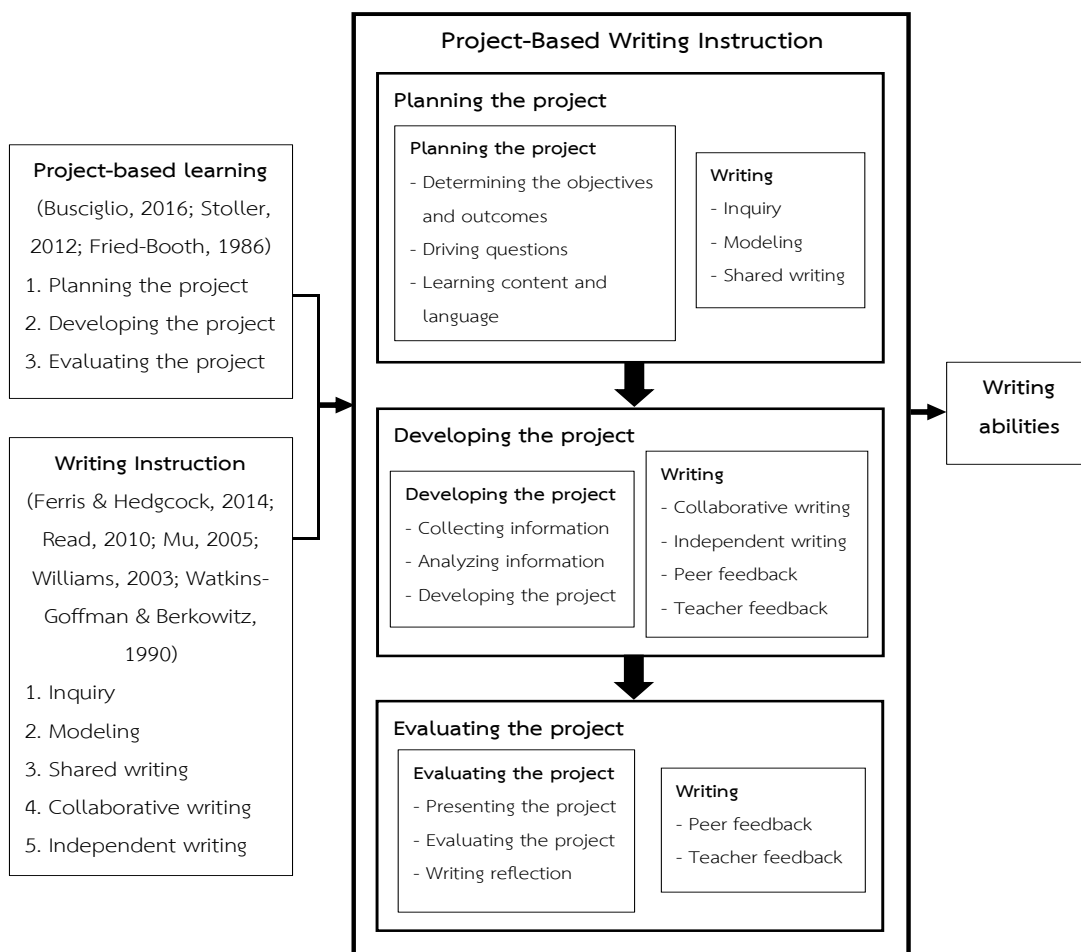 Project-based learning
(Busciglio, 2016; Stoller,
2012; Fried-Booth, 1986)
1. Planning the project
2. Developing the project
3. Evaluating the project
Writing Instruction
(Ferris & Hedgcock, 2014;
Read, 2010; Mu, 2005;
Williams, 2003; Watkins-
Goffman & Berkowitz,
1990)
1. Inquiry
2. Modeling
3. Shared writing
4. Collaborative writing
5. Independent writing
Project-Based Writing Instruction
Planning the project
Planning the project
- Determining the objectives
and outcomes
- Driving questions
- Learning content and
language
Writing
- Inquiry
- Modeling
- Shared writing
Developing the project
Developing the project
- Collecting information
- Analyzing information
- Developing the project
Writing
- Collaborative writing
- Independent writing
- Peer feedback
- Teacher feedback
Evaluating the project
Evaluating the project
- Presenting the project
- Evaluating the project
- Writing reflection
Writing
- Peer feedback
- Teacher feedback
Writing
abilities